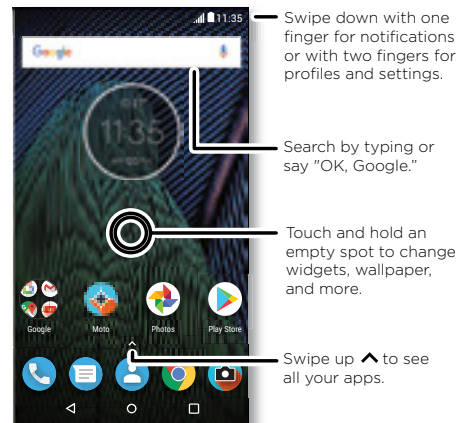 11:35
Swipe down with one
finger for notifications
or with two fingers for
profiles and settings.
Google
11:35
Search by typing or
say "OK, Google."
Touch and hold an
empty spot to change
widgets, wallpaper,
and more.
Google
Moto
Photos
Play Store
Swipe up to see
all your apps.